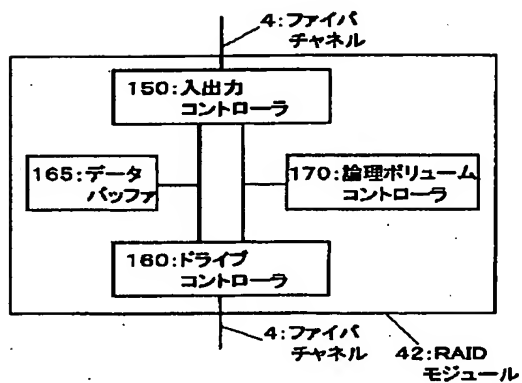 4:ファイバ
チャネル
150:入出力
コントローラ
165:データ
バッファ
170:論理ボリューム
コントローラ
160:ドライブ
コントローラ
4:ファイバ
チャネル
42:RAID
モジュール